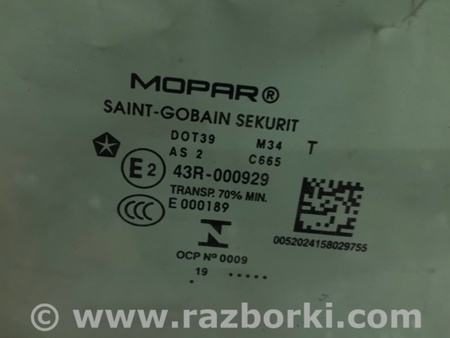 MOPAR®
SAINT-GOBAIN SEKURIT
DOT39 M34 T
AS 2 C665
E2 43R-000929
TRANSP. 70% MIN.
CCC E 000189
N
OCP Nº 0009
0052024158029755
19 .....
© www.razborki.com